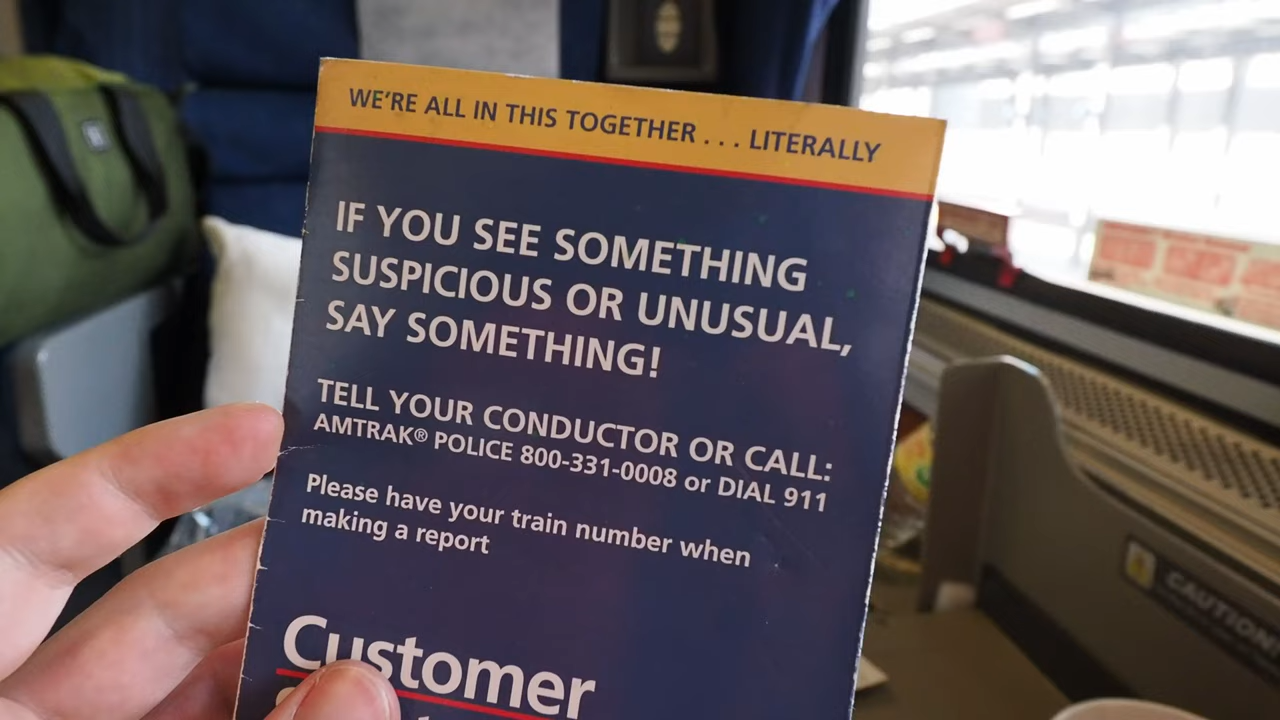 WE'RE ALL IN THIS TOGETHER . . . LITERALLY
IF YOU SEE SOMETHING
SUSPICIOUS OR UNUSUAL,
SAY SOMETHING!
TELL YOUR CONDUCTOR OR CALL:
AMTRAK® POLICE 800-331-0008 or DIAL 911
Please have your train number when
making a report
Customer
CAUTION